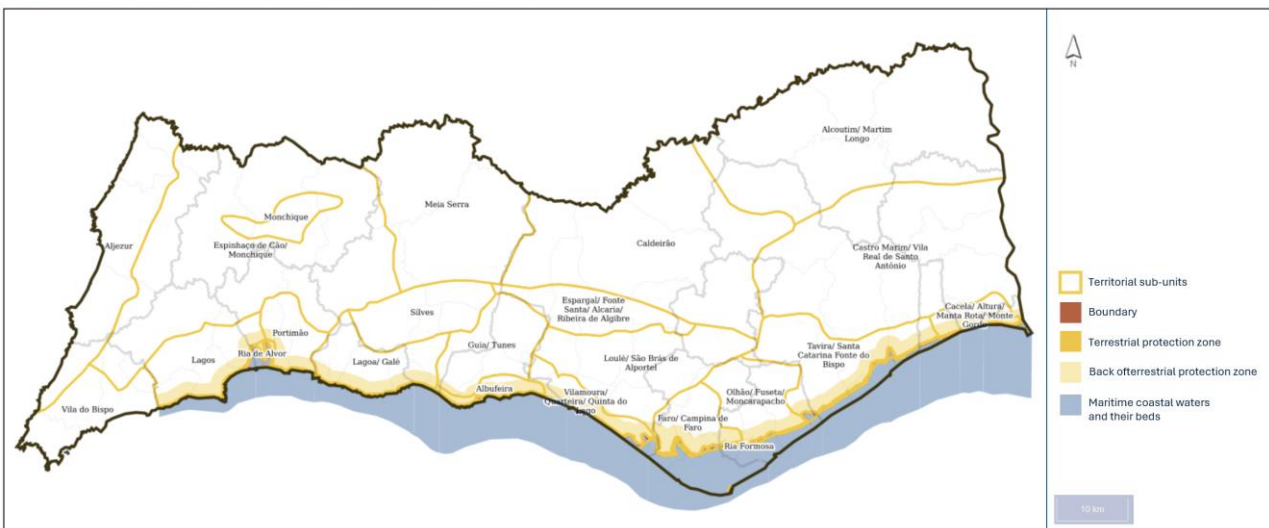 N
Alcoutim/ Martim
Longo
Meia Serra
Monchique
Aljezur
Espinhaço de Cão/
Monchique
Caldeirão
Castro Marim/ Vila
Real de Santo
António
Espargal/ Fonte
Santa/ Alcaria/
Ribeira de Algibre
Cacela/ Altura/
Manta Rota/ Monte
Gordo
Silves
Portimão
Guia/ Tunes
Ria de Alvor
Lagos
Lagoa/ Galé
Loulé/ São Brás de
Alportel
Tavira/ Santa
Catarina Fonte do
Bispo
Albufeira
Vilamoura/
Quarteira/ Quinta do
Lago
Olhão/ Fuseta/
Moncarapacho
Vila do Bispo
Faro/ Campina de
Faro
Ria Formosa
Territorial sub-units
Boundary
Terrestrial protection zone
Back ofterrestrial protection zone
Maritime coastal waters
and their beds
10 km